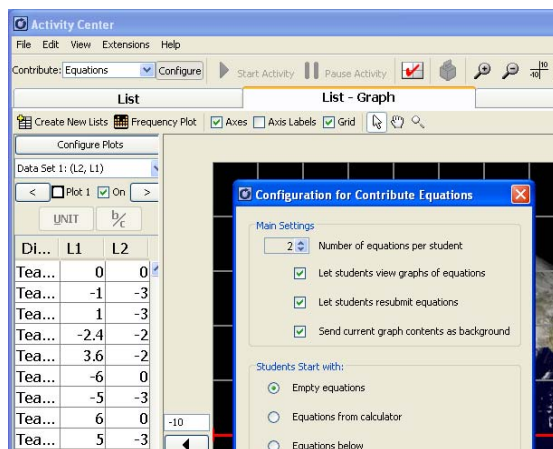 Activity Center
File Edit View Extensions Help
Contribute: Equations Configure Start Activity Pause Activity 10 -10
List List - Graph
Create New Lists Frequency Plot Axes Axis Labels Grid
Configure Plots
Data Set 1: (L2, L1)
< Plot 1 On >
UNIT b/c
Di... L1 L2
Tea... 0 0
Tea... -1 -3
Tea... 1 -3
Tea... -2.4 -2
Tea... 3.6 -2
Tea... -6 0
Tea... -5 -3
Tea... 6 0
Tea... 5 -3
-10
Configuration for Contribute Equations
Main Settings
2 Number of equations per student
Let students view graphs of equations
Let students resubmit equations
Send current graph contents as background
Students Start with:
Empty equations
Equations from calculator
Equations below